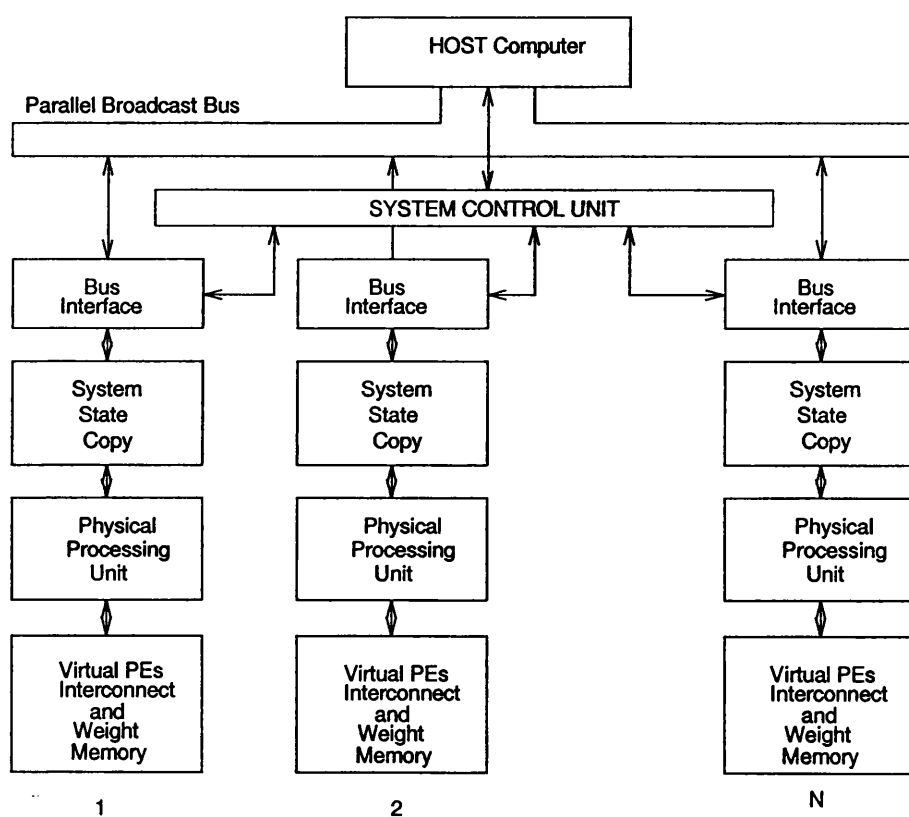 HOST Computer
Parallel Broadcast Bus
SYSTEM CONTROL UNIT
Bus
Interface
Bus
Interface
Bus
Interface
System
State
Copy
System
State
Copy
System
State
Copy
Physical
Processing
Unit
Physical
Processing
Unit
Physical
Processing
Unit
Virtual PEs
Interconnect
and
Weight
Memory
Virtual PEs
Interconnect
and
Weight
Memory
Virtual PEs
Interconnect
and
Weight
Memory
1
2
N